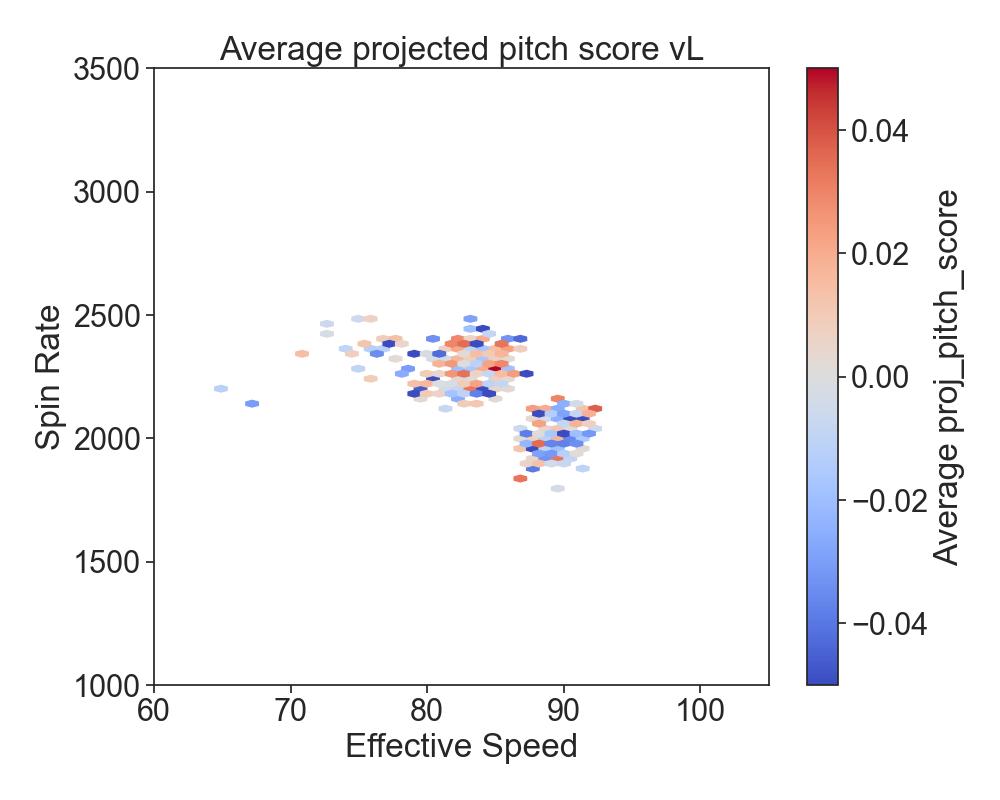 Average projected pitch score vL
3500
3000
2500
2000
1500
1000
Spin Rate
60 70 80 90 100
Effective Speed
0.04
0.02
0.00
−0.02
−0.04
Average proj_pitch_score